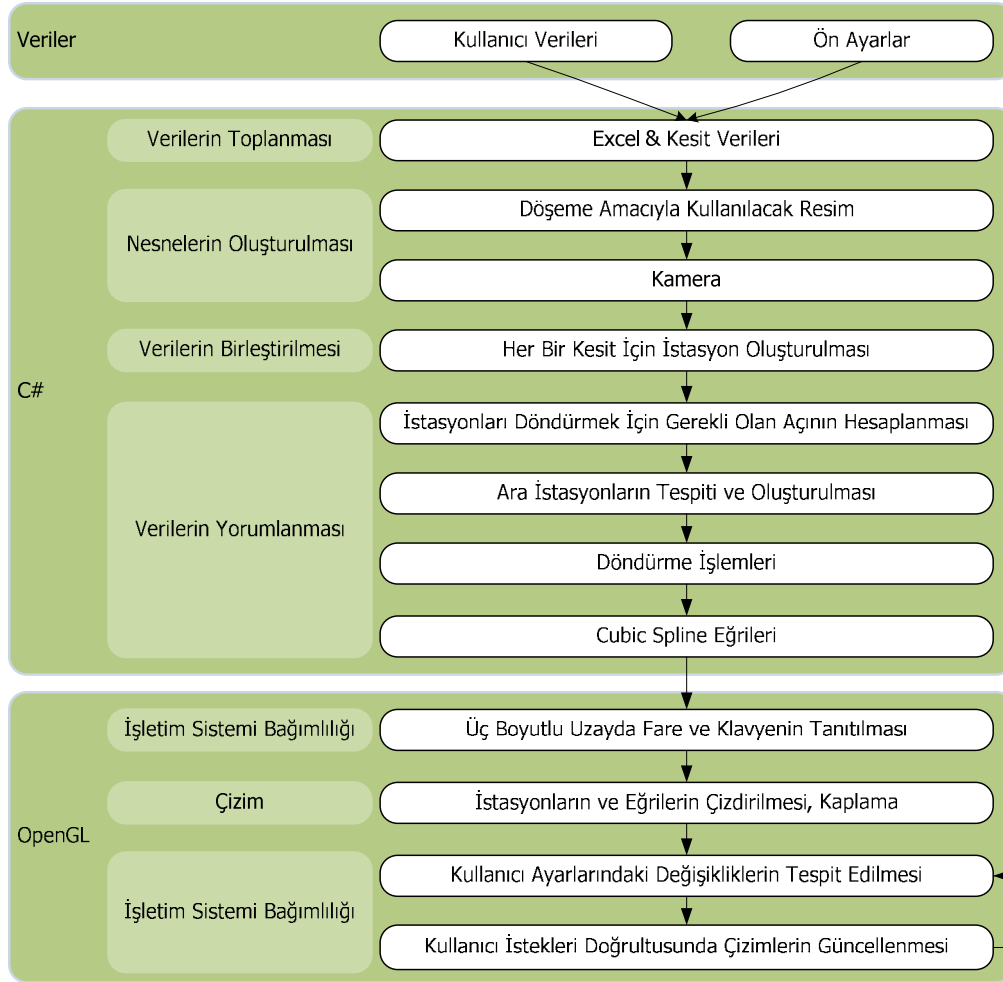 Veriler
Kullanıcı Verileri
Ön Ayarlar
C#
Verilerin Toplanması
Excel & Kesit Verileri
Nesnelerin Oluşturulması
Döşeme Amacıyla Kullanılacak Resim
Kamera
Verilerin Birleştirilmesi
Her Bir Kesit İçin İstasyon Oluşturulması
Verilerin Yorumlanması
İstasyonları Döndürmek İçin Gerekli Olan Açının Hesaplanması
Ara İstasyonların Tespiti ve Oluşturulması
Döndürme İşlemleri
Cubic Spline Eğrileri
OpenGL
İşletim Sistemi Bağımlılığı
Üç Boyutlu Uzayda Fare ve Klavyenin Tanıtılması
Çizim
İstasyonların ve Eğrilerin Çizdirilmesi, Kaplama
İşletim Sistemi Bağımlılığı
Kullanıcı Ayarlarındaki Değişikliklerin Tespit Edilmesi
Kullanıcı İstekleri Doğrultusunda Çizimlerin Güncellenmesi